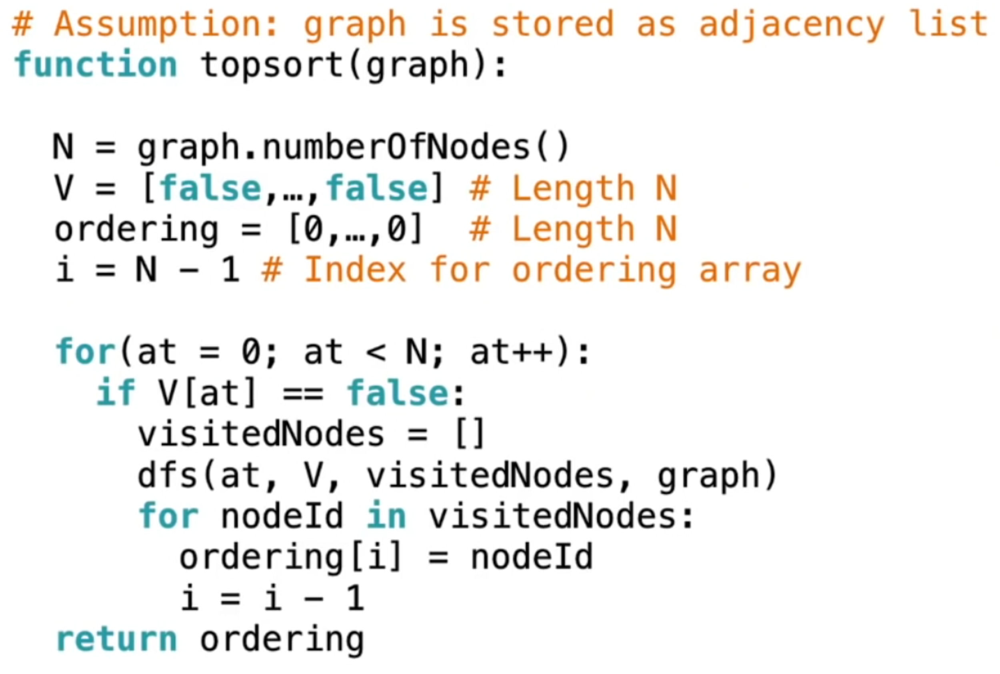 # Assumption: graph is stored as adjacency list
function topsort(graph):
N = graph.numberOfNodes()
V = [false,…,false] # Length N
ordering = [0,…,0] # Length N
i = N - 1 # Index for ordering array
for(at = 0; at < N; at++):
if V[at] == false:
visitedNodes = []
dfs(at, V, visitedNodes, graph)
for nodeId in visitedNodes:
ordering[i] = nodeId
i = i - 1
return ordering